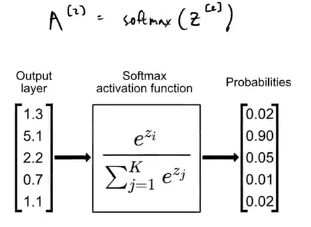 A^[2] = softmax(Z^[2])
Output layer
Softmax activation function
Probabilities
1.3
5.1
2.2
0.7
1.1
e^{z_i}
∑_{j=1}^{K} e^{z_j}
0.02
0.90
0.05
0.01
0.02